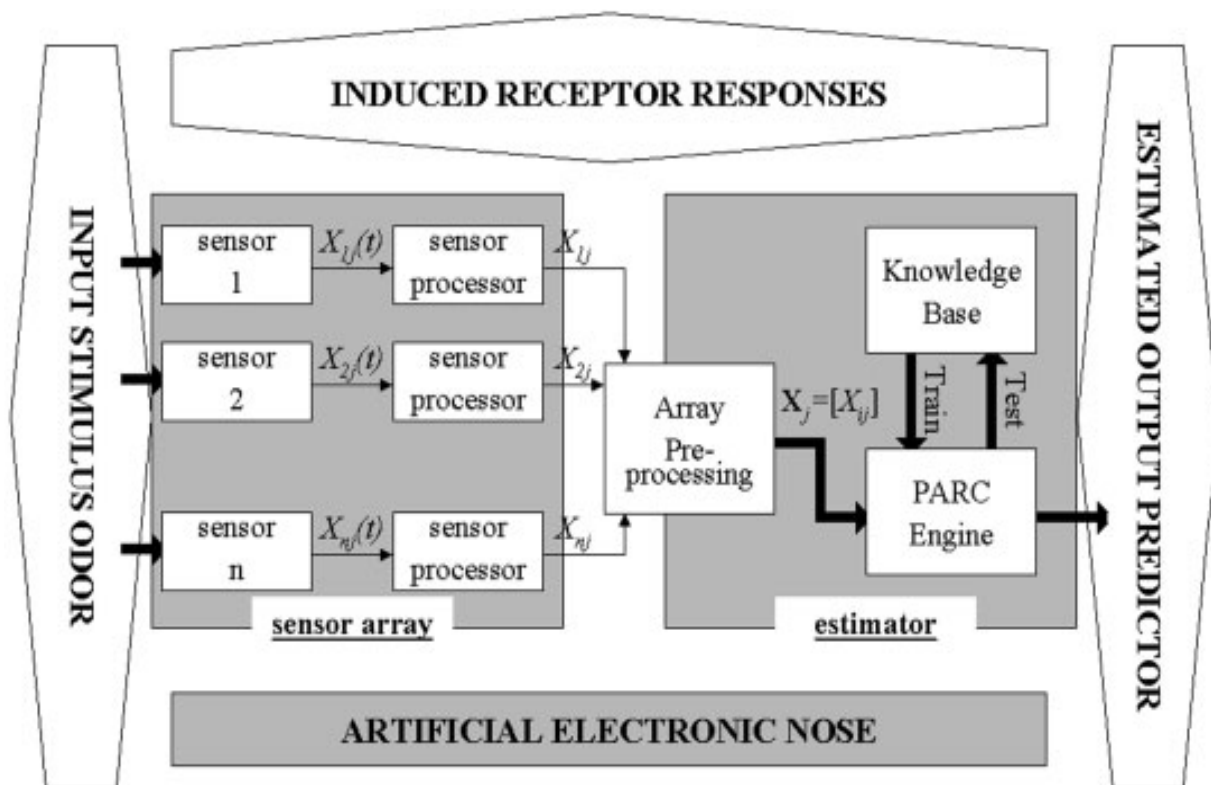 INDUCED RECEPTOR RESPONSES
INPUT STIMULUS ODOR
sensor
1
X1j(t)
sensor
processor
X1j
sensor
2
X2j(t)
sensor
processor
X2j
sensor
n
Xnj(t)
sensor
processor
Xnj
sensor array
Array
Pre-
processing
Xj=[Xij]
Knowledge
Base
Train
Test
PARC
Engine
estimator
ESTIMATED OUTPUT PREDICTOR
ARTIFICIAL ELECTRONIC NOSE